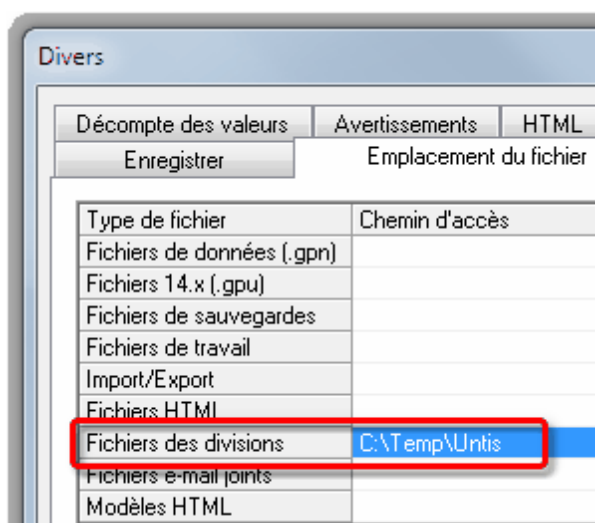 Divers
Décompte des valeurs Avertissements HTML
Enregistrer Emplacement du fichier
Type de fichier Chemin d'accès
Fichiers de données (.gpn)
Fichiers 14.x (.gpu)
Fichiers de sauvegardes
Fichiers de travail
Import/Export
Fichiers HTML
Fichiers des divisions C:\Temp\Untis
Fichiers e-mail joints
Modèles HTML